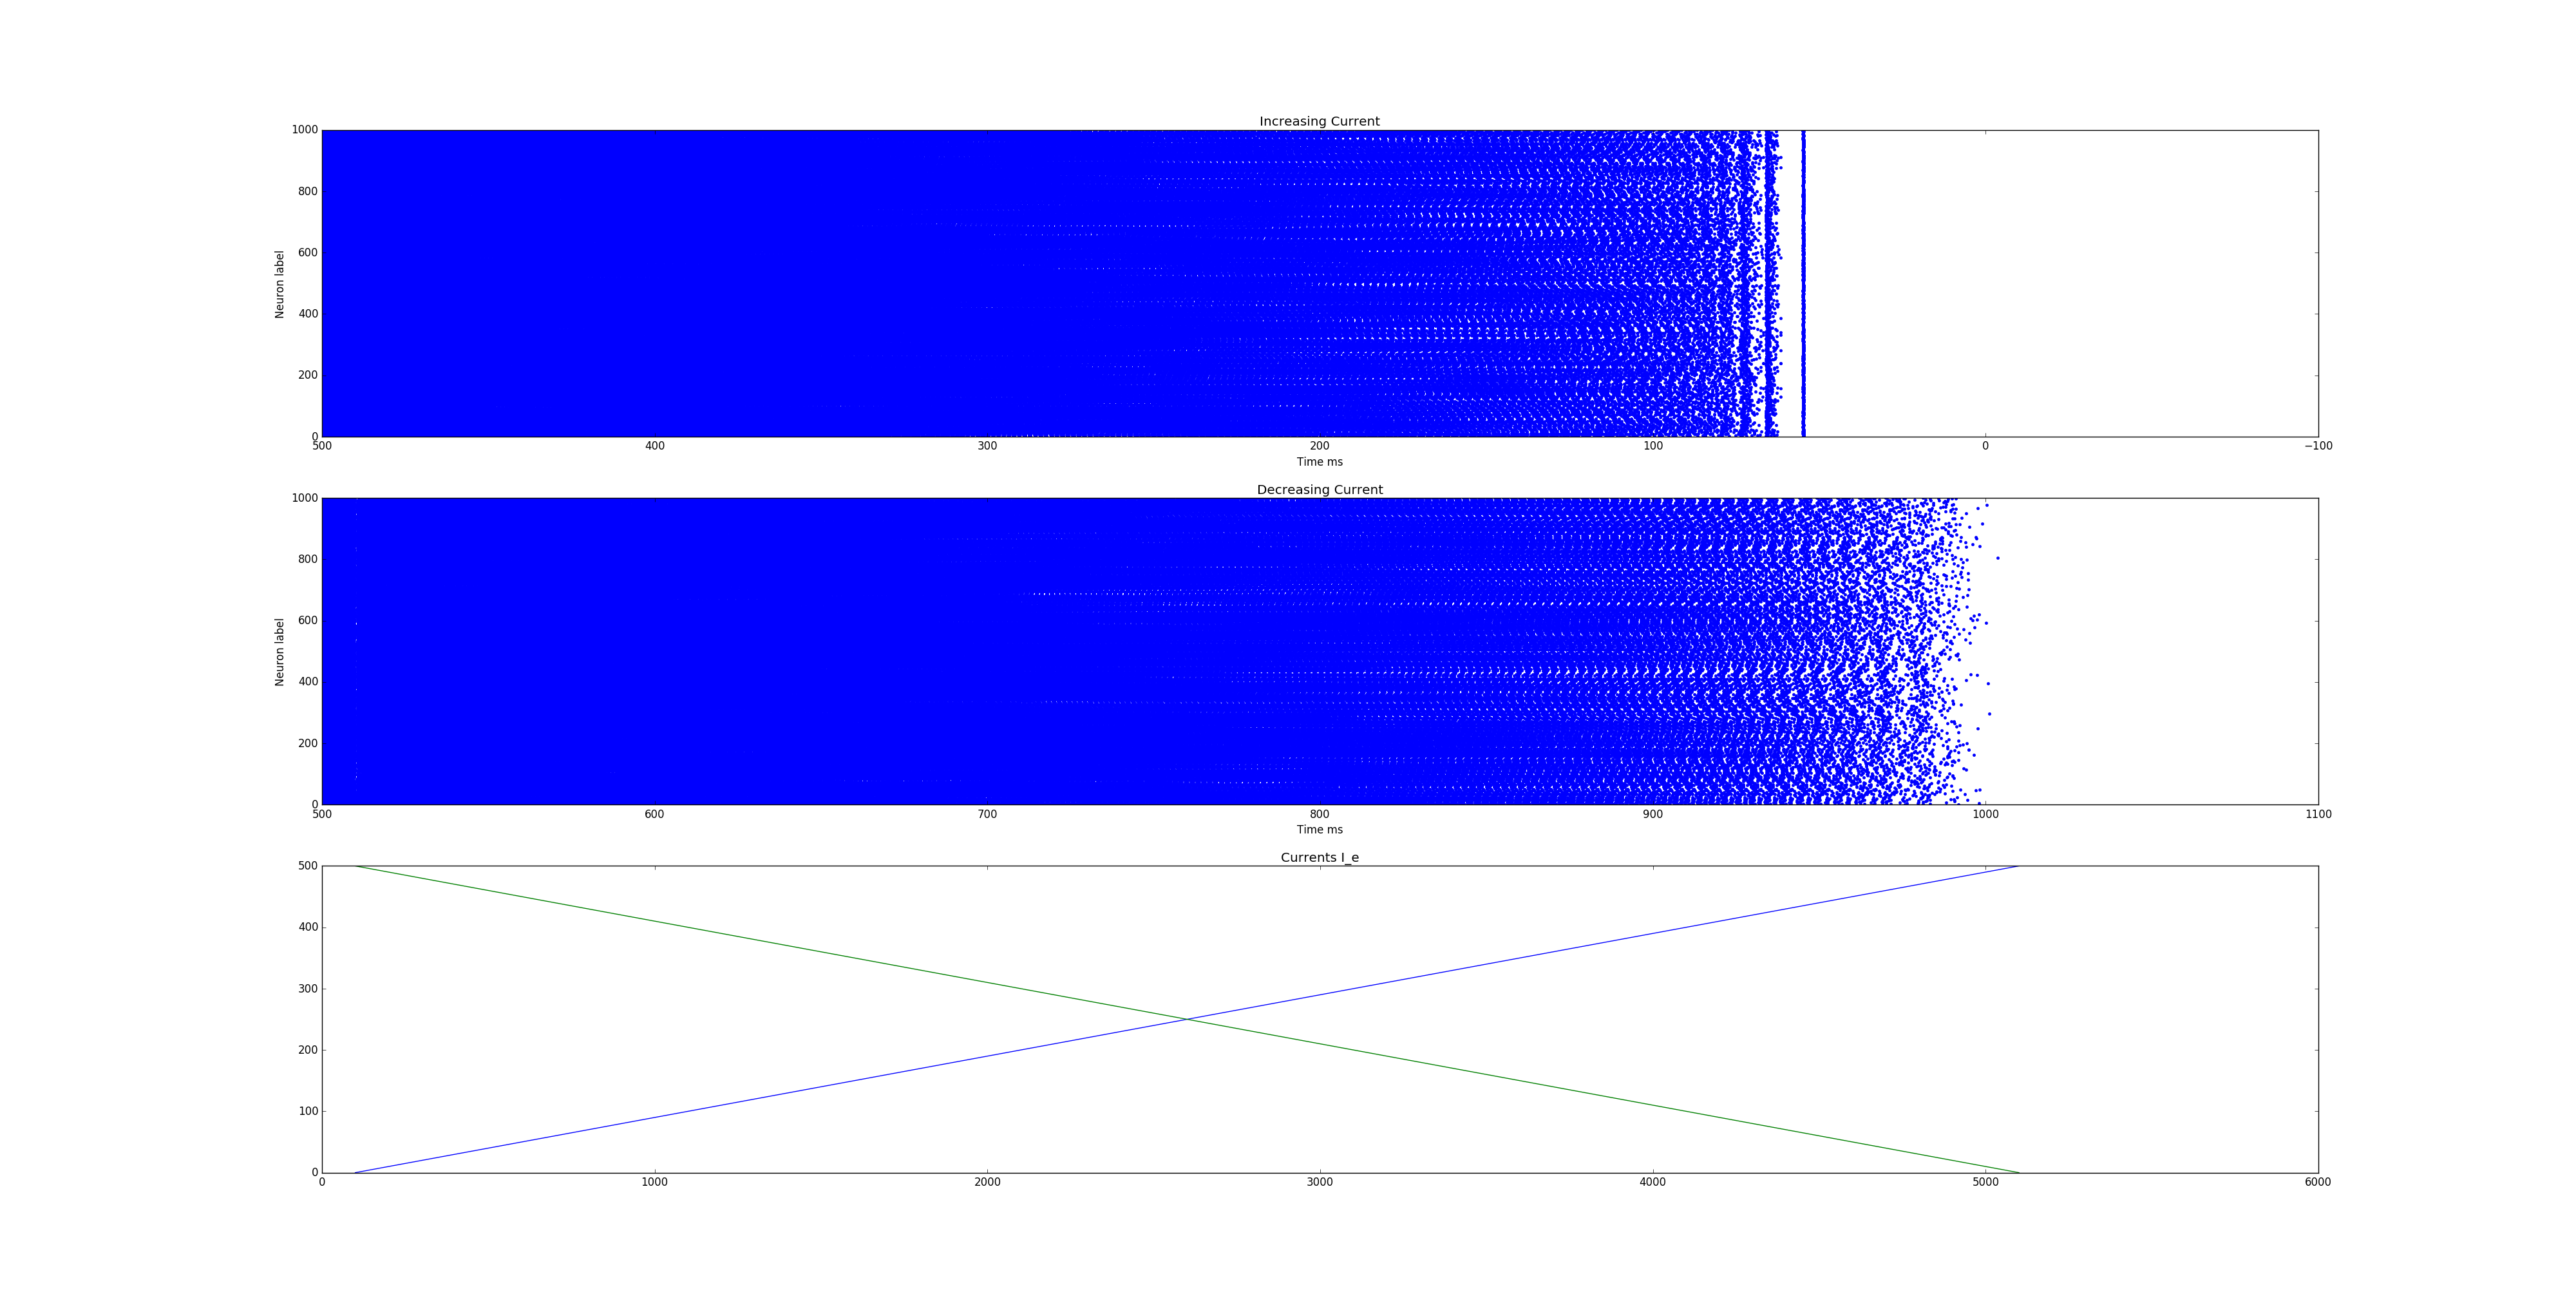 Increasing Current
1000
800
600
400
200
0
Neuron label
500 400 300 200 100 0 −100
Time ms
Decreasing Current
1000
800
600
400
200
0
Neuron label
500 600 700 800 900 1000 1100
Time ms
Currents I_e
500
400
300
200
100
0
0 1000 2000 3000 4000 5000 6000